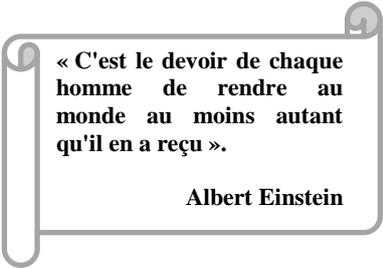 « C'est le devoir de chaque
homme de rendre au
monde au moins autant
qu'il en a reçu ».
Albert Einstein